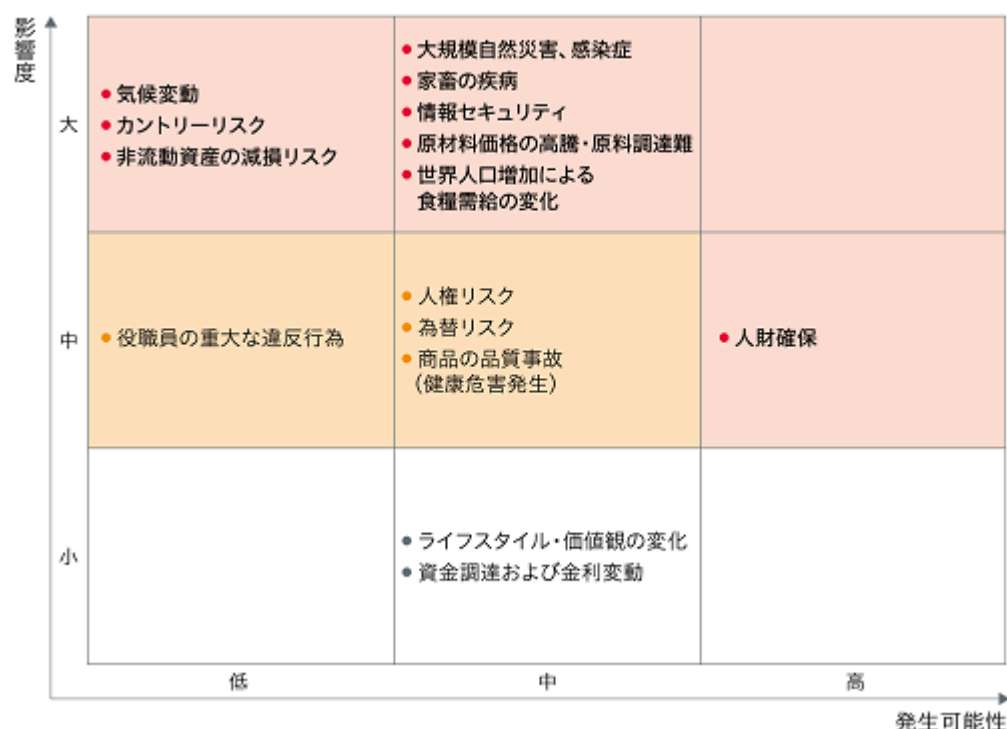 影響度
大
・気候変動
・カントリーリスク
・非流動資産の減損リスク
・大規模自然災害、感染症
・家畜の疾病
・情報セキュリティ
・原材料価格の高騰・原料調達難
・世界人口増加による
食糧需給の変化
中
・役職員の重大な違反行為
・人権リスク
・為替リスク
・商品の品質事故
（健康危害発生）
・人財確保
小
・ライフスタイル・価値観の変化
・資金調達および金利変動
低
中
高
発生可能性